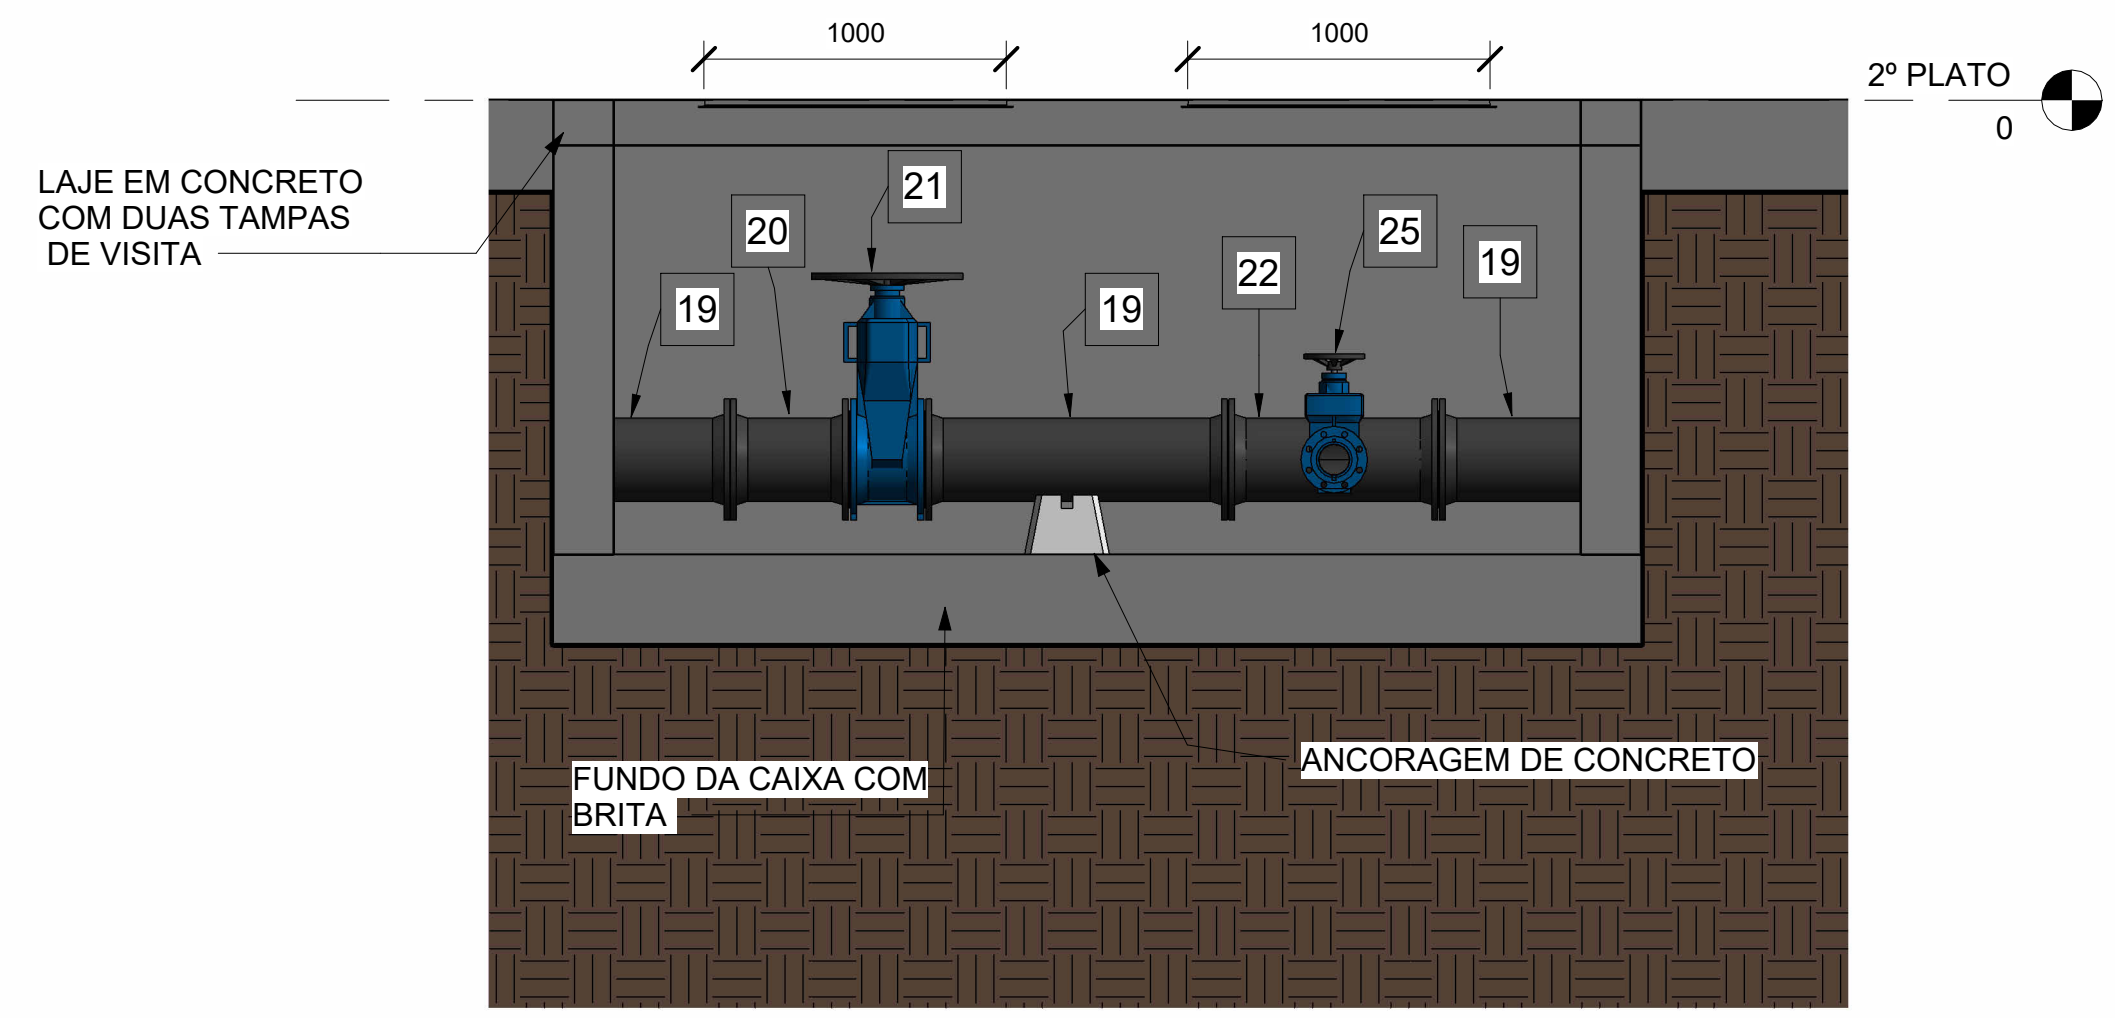 1000
1000
2º PLATO
0
LAJE EM CONCRETO
COM DUAS TAMPAS
DE VISITA
21
20
25
22
19
19
19
FUNDO DA CAIXA COM
BRITA
ANCORAGEM DE CONCRETO